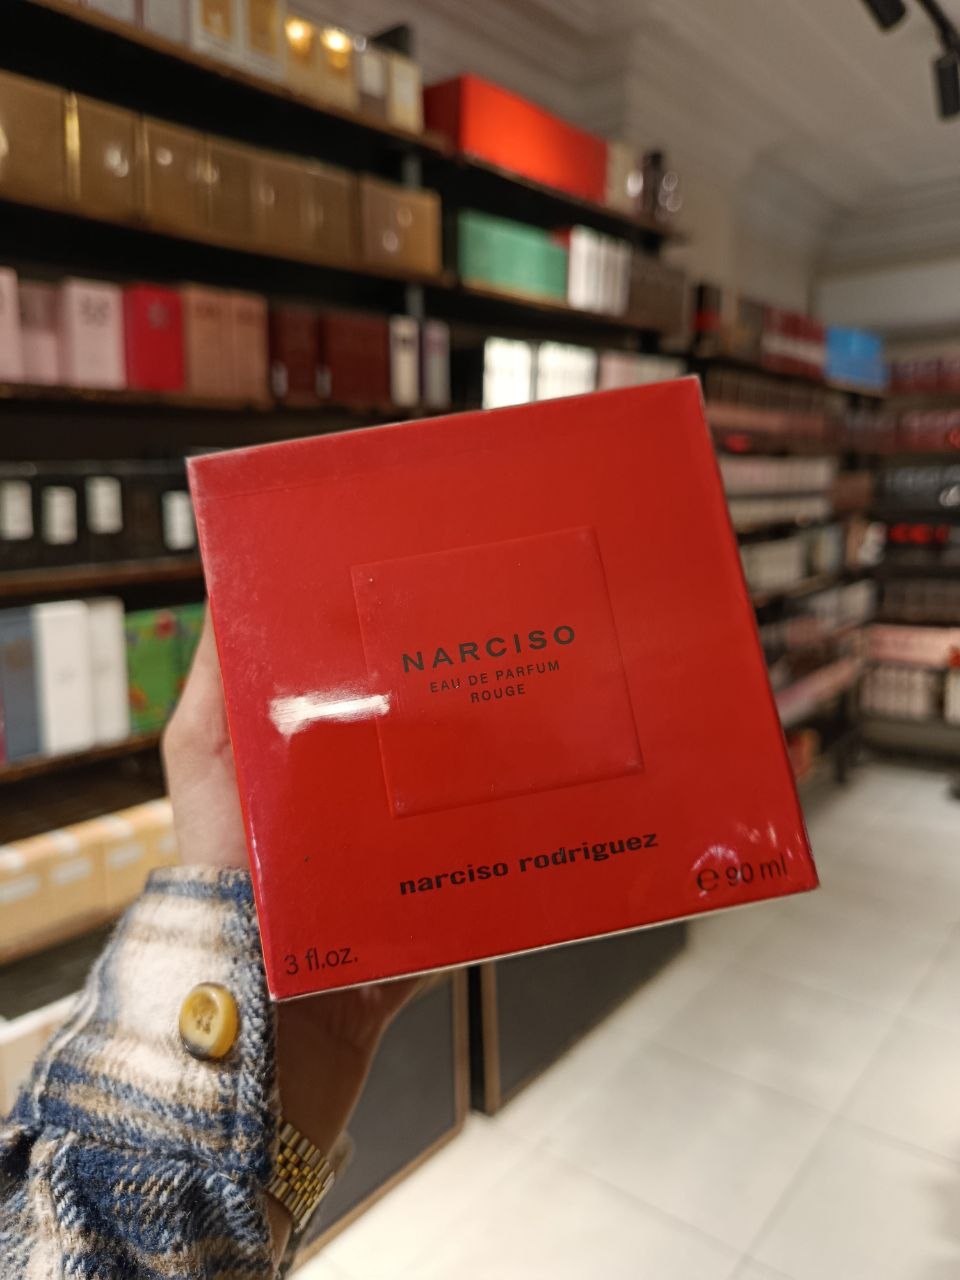 NARCISO
EAU DE PARFUM
ROUGE
narciso rodriguez
℮ 90 ml
3 fl.oz.